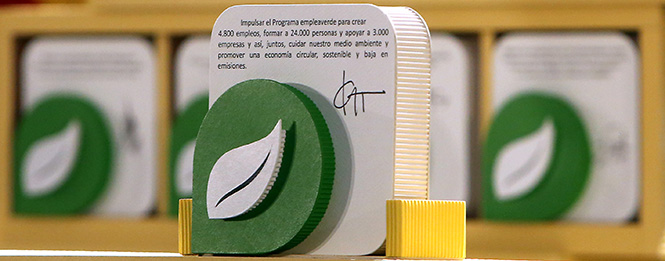 Impulsar el Programa empleaverde para crear
4.800 empleos, formar a 24.000 personas y apoyar a 3.000
empresas y así, juntos, cuidar nuestro medio ambiente y
promover una economía circular, sostenible y baja en
emisiones.